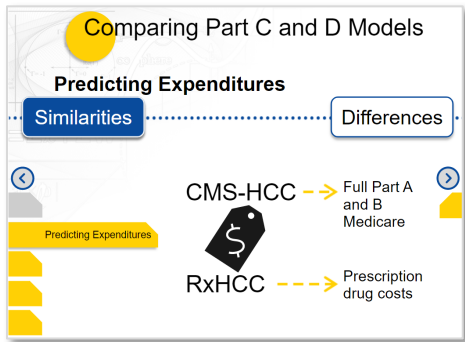 Comparing Part C and D Models
Predicting Expenditures
Similarities
Differences
CMS-HCC
Full Part A
and B
Medicare
Predicting Expenditures
$
RxHCC
Prescription
drug costs